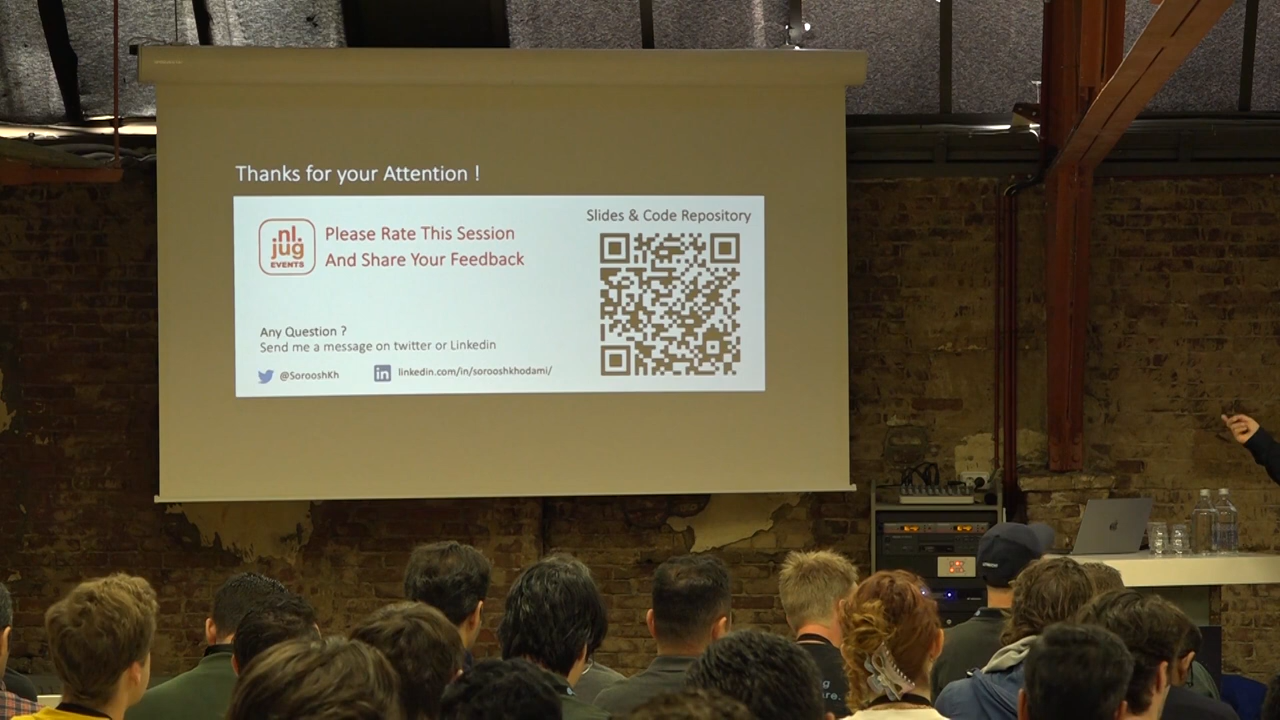 Thanks for your Attention !
.nl.
jug
EVENTS
Please Rate This Session
And Share Your Feedback
Slides & Code Repository
Any Question ?
Send me a message on twitter or Linkedin
@SorooshKh
in
linkedin.com/in/sorooshkhodami/